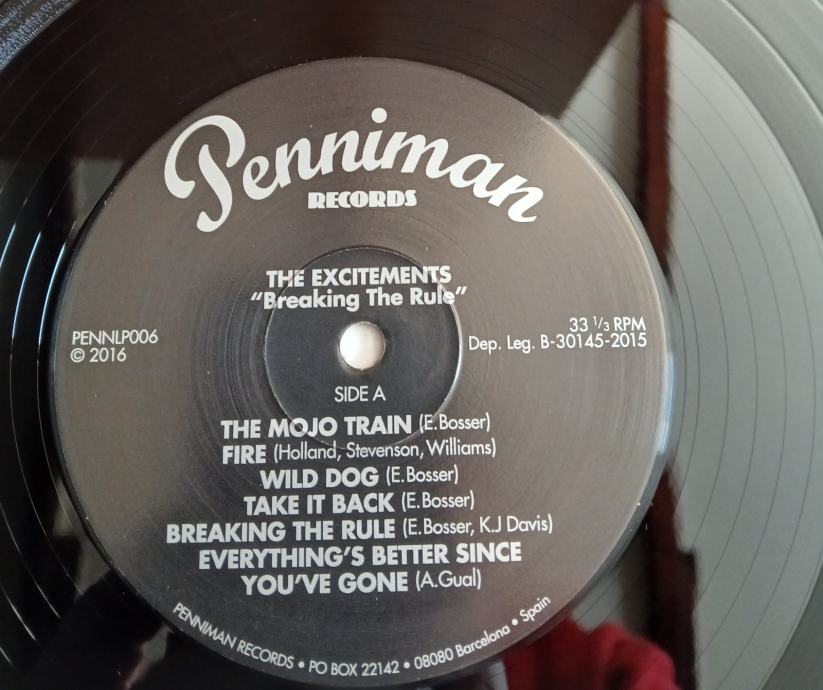 Penniman
RECORDS
THE EXCITEMENTS
“Breaking The Rule”
PENNLP006
© 2016
33 1/3 RPM
Dep. Leg. B-30145-2015
SIDE A
THE MOJO TRAIN (E.Bosser)
FIRE (Holland, Stevenson, Williams)
WILD DOG (E.Bosser)
TAKE IT BACK (E.Bosser)
BREAKING THE RULE (E.Bosser, K.J Davis)
EVERYTHING’S BETTER SINCE
YOU’VE GONE (A.Gual)
PENNIMAN RECORDS • PO BOX 22142 • 08080 Barcelona • Spain